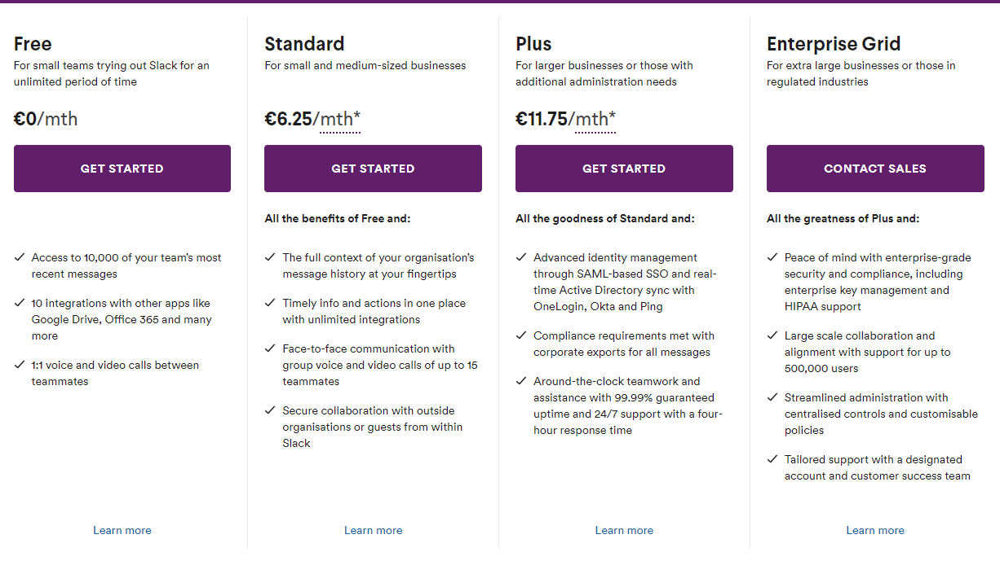 Free
For small teams trying out Slack for an
unlimited period of time
€0/mth
GET STARTED
Access to 10,000 of your team's most
recent messages
10 integrations with other apps like
Google Drive, Office 365 and many
more
1:1 voice and video calls between
teammates
Learn more
Standard
For small and medium-sized businesses
€6.25/mth*
GET STARTED
All the benefits of Free and:
The full context of your organisation's
message history at your fingertips
Timely info and actions in one place
with unlimited integrations
Face-to-face communication with
group voice and video calls of up to 15
teammates
Secure collaboration with outside
organisations or guests from within
Slack
Learn more
Plus
For larger businesses or those with
additional administration needs
€11.75/mth*
GET STARTED
All the goodness of Standard and:
Advanced identity management
through SAML-based SSO and real-
time Active Directory sync with
OneLogin, Okta and Ping
Compliance requirements met with
corporate exports for all messages
Around-the-clock teamwork and
assistance with 99.99% guaranteed
uptime and 24/7 support with a four-
hour response time
Learn more
Enterprise Grid
For extra large businesses or those in
regulated industries
CONTACT SALES
All the greatness of Plus and:
Peace of mind with enterprise-grade
security and compliance, including
enterprise key management and
HIPAA support
Large scale collaboration and
alignment with support for up to
500,000 users
Streamlined administration with
centralised controls and customisable
policies
Tailored support with a designated
account and customer success team
Learn more